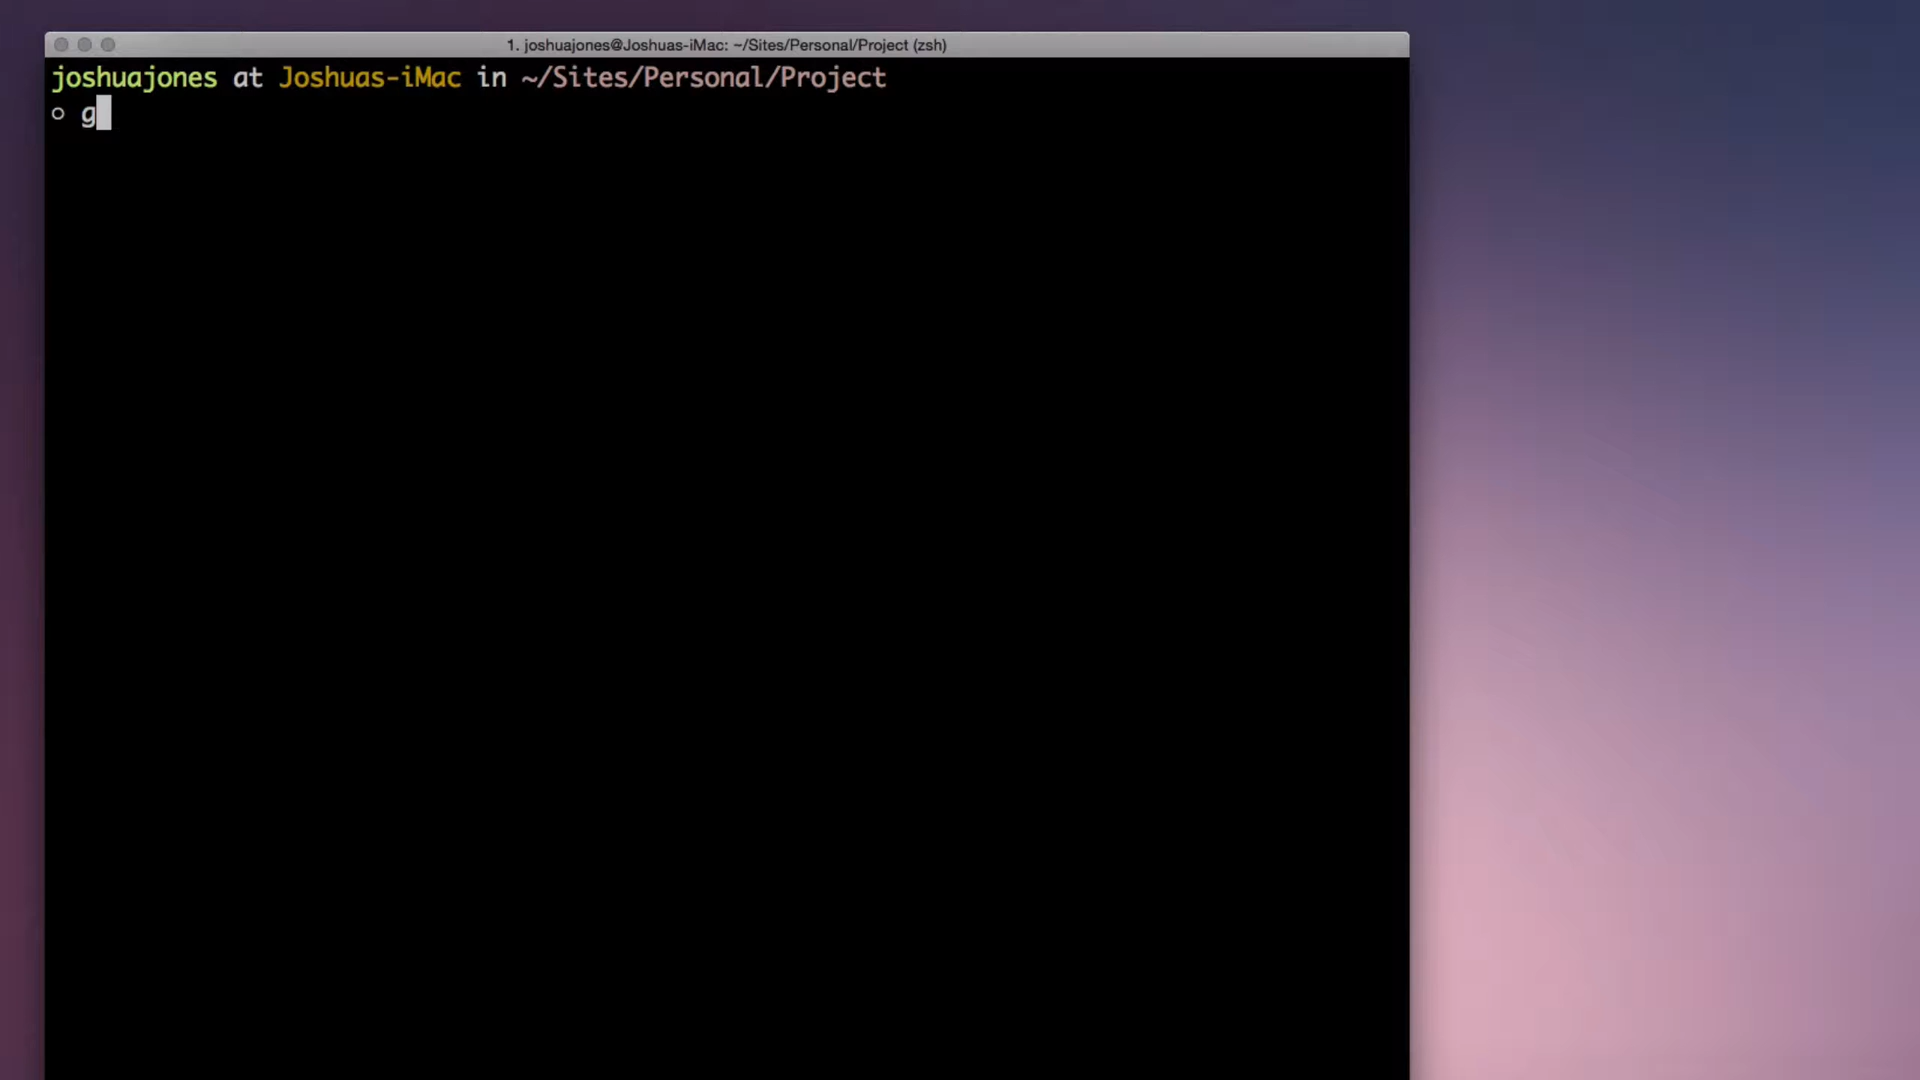 1. joshuajones@Joshuas-iMac: ~/Sites/Personal/Project (zsh)
joshuajones at Joshuas-iMac in ~/Sites/Personal/Project
○ g